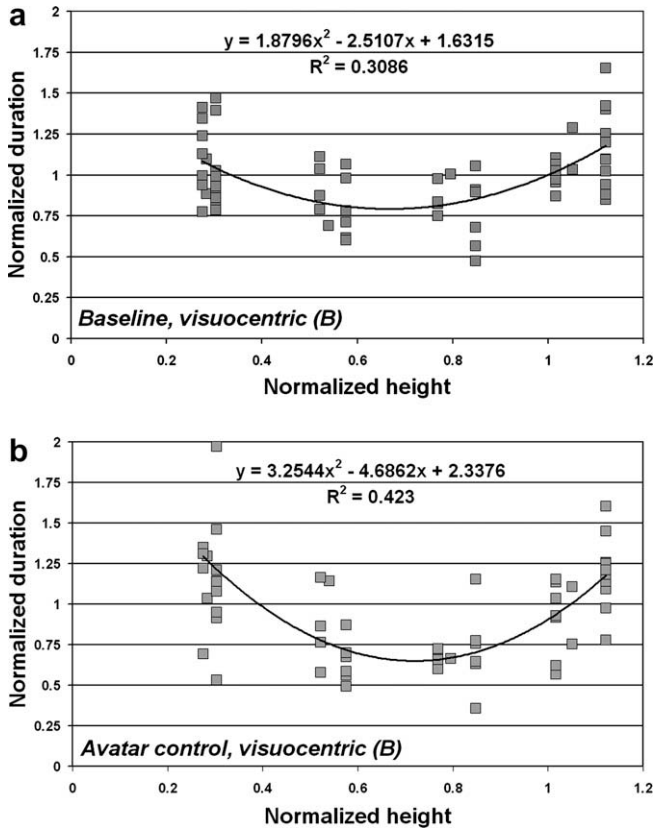 a
y = 1.8796x² - 2.5107x + 1.6315
R² = 0.3086
2
1.75
1.5
1.25
1
0.75
0.5
0.25
0
Normalized duration
Baseline, visuocentric (B)
0 0.2 0.4 0.6 0.8 1 1.2
Normalized height
b
y = 3.2544x² - 4.6862x + 2.3376
R² = 0.423
2
1.75
1.5
1.25
1
0.75
0.5
0.25
0
Normalized duration
Avatar control, visuocentric (B)
0 0.2 0.4 0.6 0.8 1 1.2
Normalized height